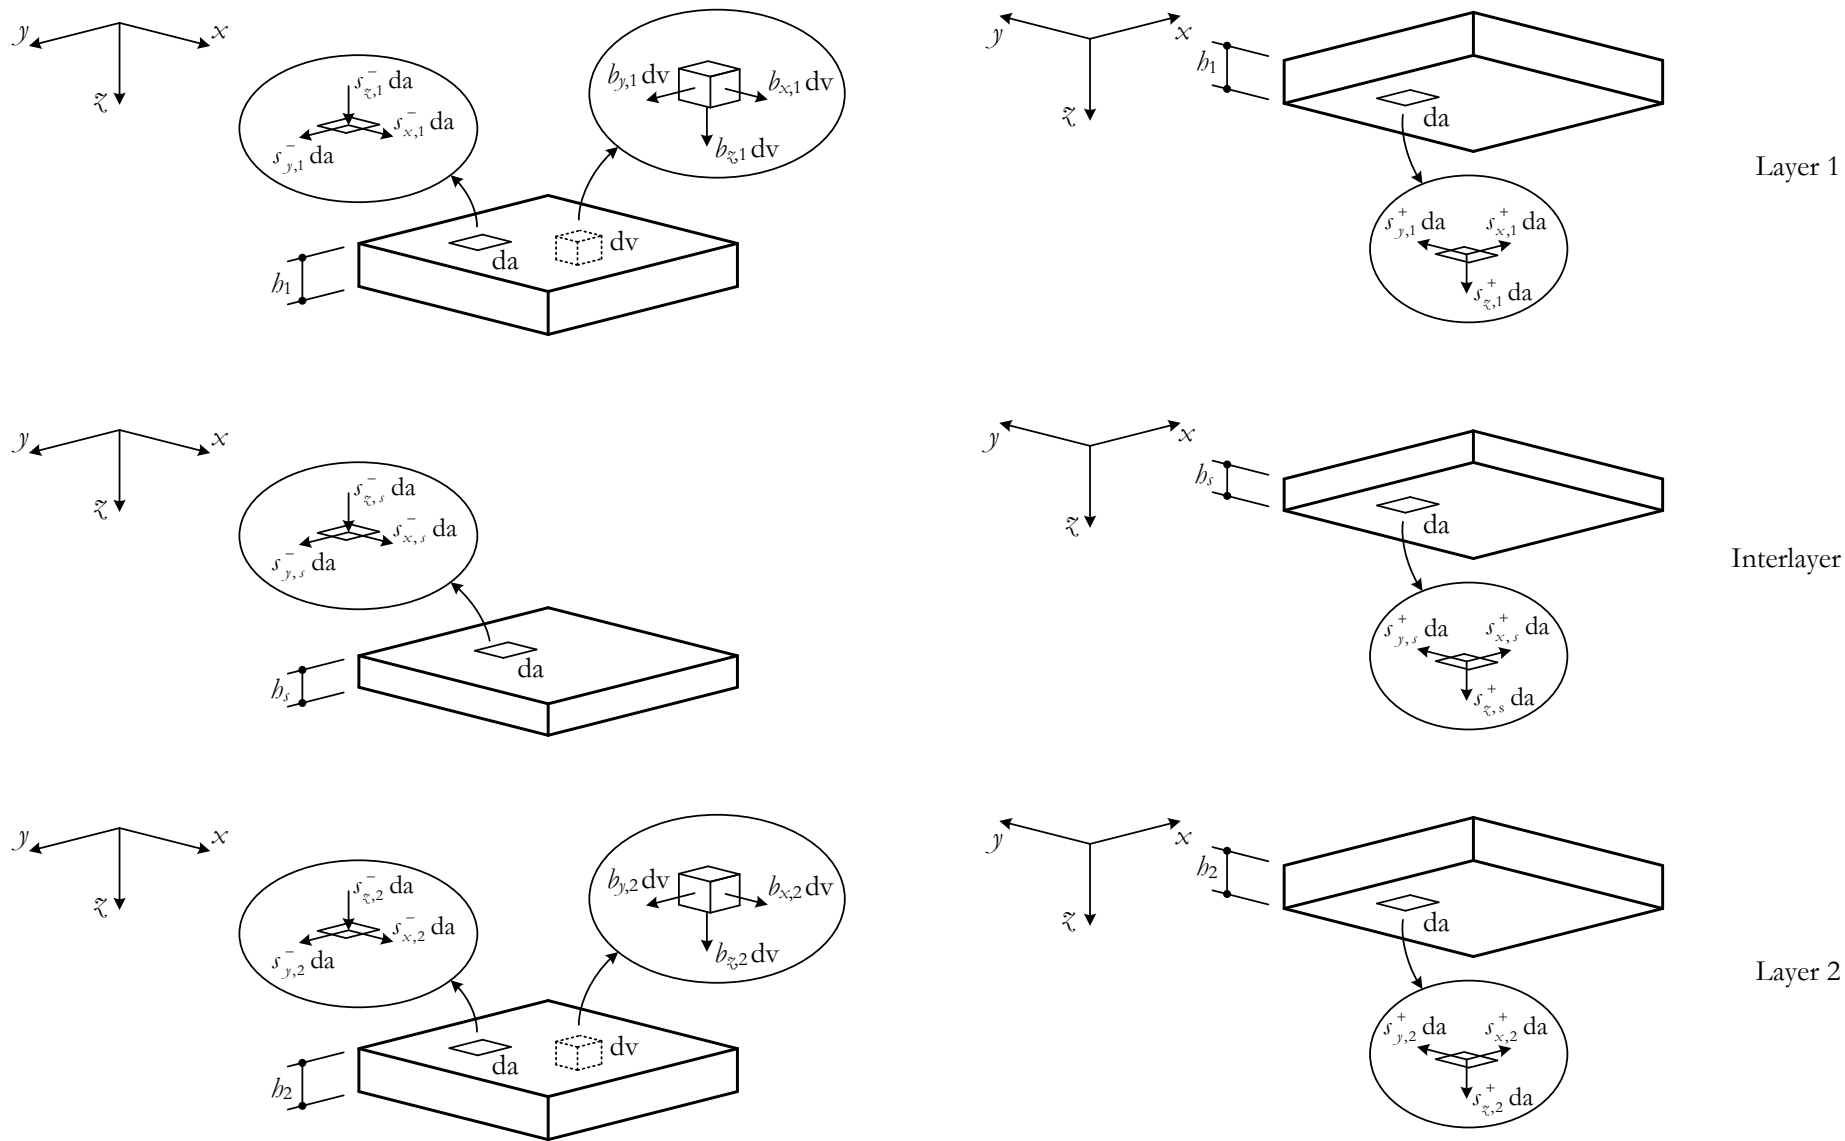 y x z
s⁻z,1 da
s⁻x,1 da
s⁻y,1 da
by,1 dv
bx,1 dv
bz,1 dv
da
dv
h1
y x z
h1
da
s⁺y,1 da
s⁺x,1 da
s⁺z,1 da
Layer 1
y x z
s⁻z,s da
s⁻x,s da
s⁻y,s da
da
hs
y x z
hs
da
s⁺y,s da
s⁺x,s da
s⁺z,s da
Interlayer
y x z
s⁻z,2 da
s⁻x,2 da
s⁻y,2 da
by,2 dv
bx,2 dv
bz,2 dv
da
dv
h2
y x z
h2
da
s⁺y,2 da
s⁺x,2 da
s⁺z,2 da
Layer 2